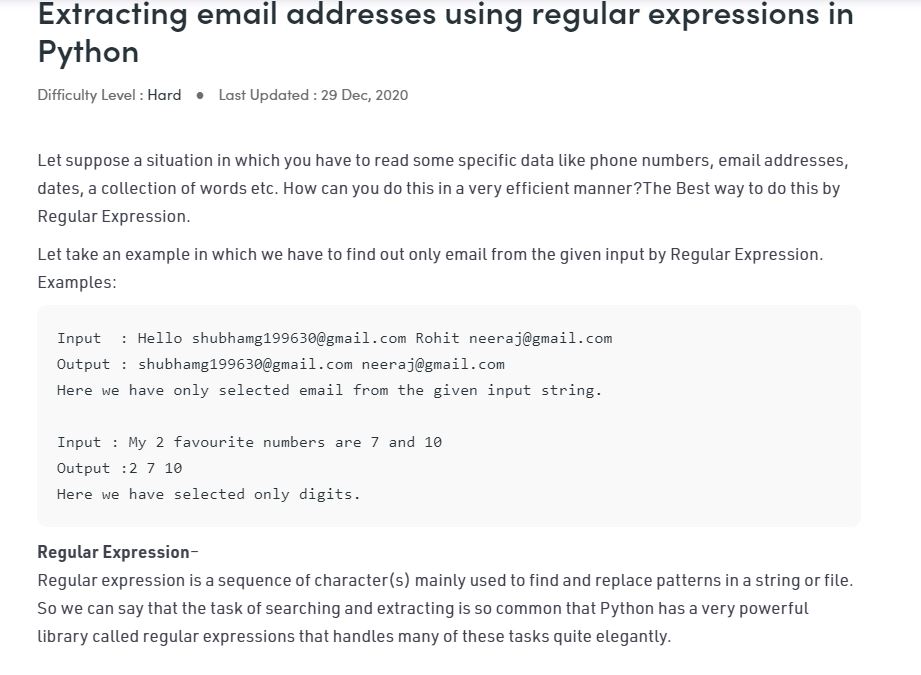 Extracting email addresses using regular expressions in
Python
Difficulty Level : Hard ● Last Updated : 29 Dec, 2020
Let suppose a situation in which you have to read some specific data like phone numbers, email addresses,
dates, a collection of words etc. How can you do this in a very efficient manner?The Best way to do this by
Regular Expression.
Let take an example in which we have to find out only email from the given input by Regular Expression.
Examples:
Input  : Hello shubhamg199630@gmail.com Rohit neeraj@gmail.com
Output : shubhamg199630@gmail.com neeraj@gmail.com
Here we have only selected email from the given input string.
Input : My 2 favourite numbers are 7 and 10
Output :2 7 10
Here we have selected only digits.
Regular Expression–
Regular expression is a sequence of character(s) mainly used to find and replace patterns in a string or file.
So we can say that the task of searching and extracting is so common that Python has a very powerful
library called regular expressions that handles many of these tasks quite elegantly.